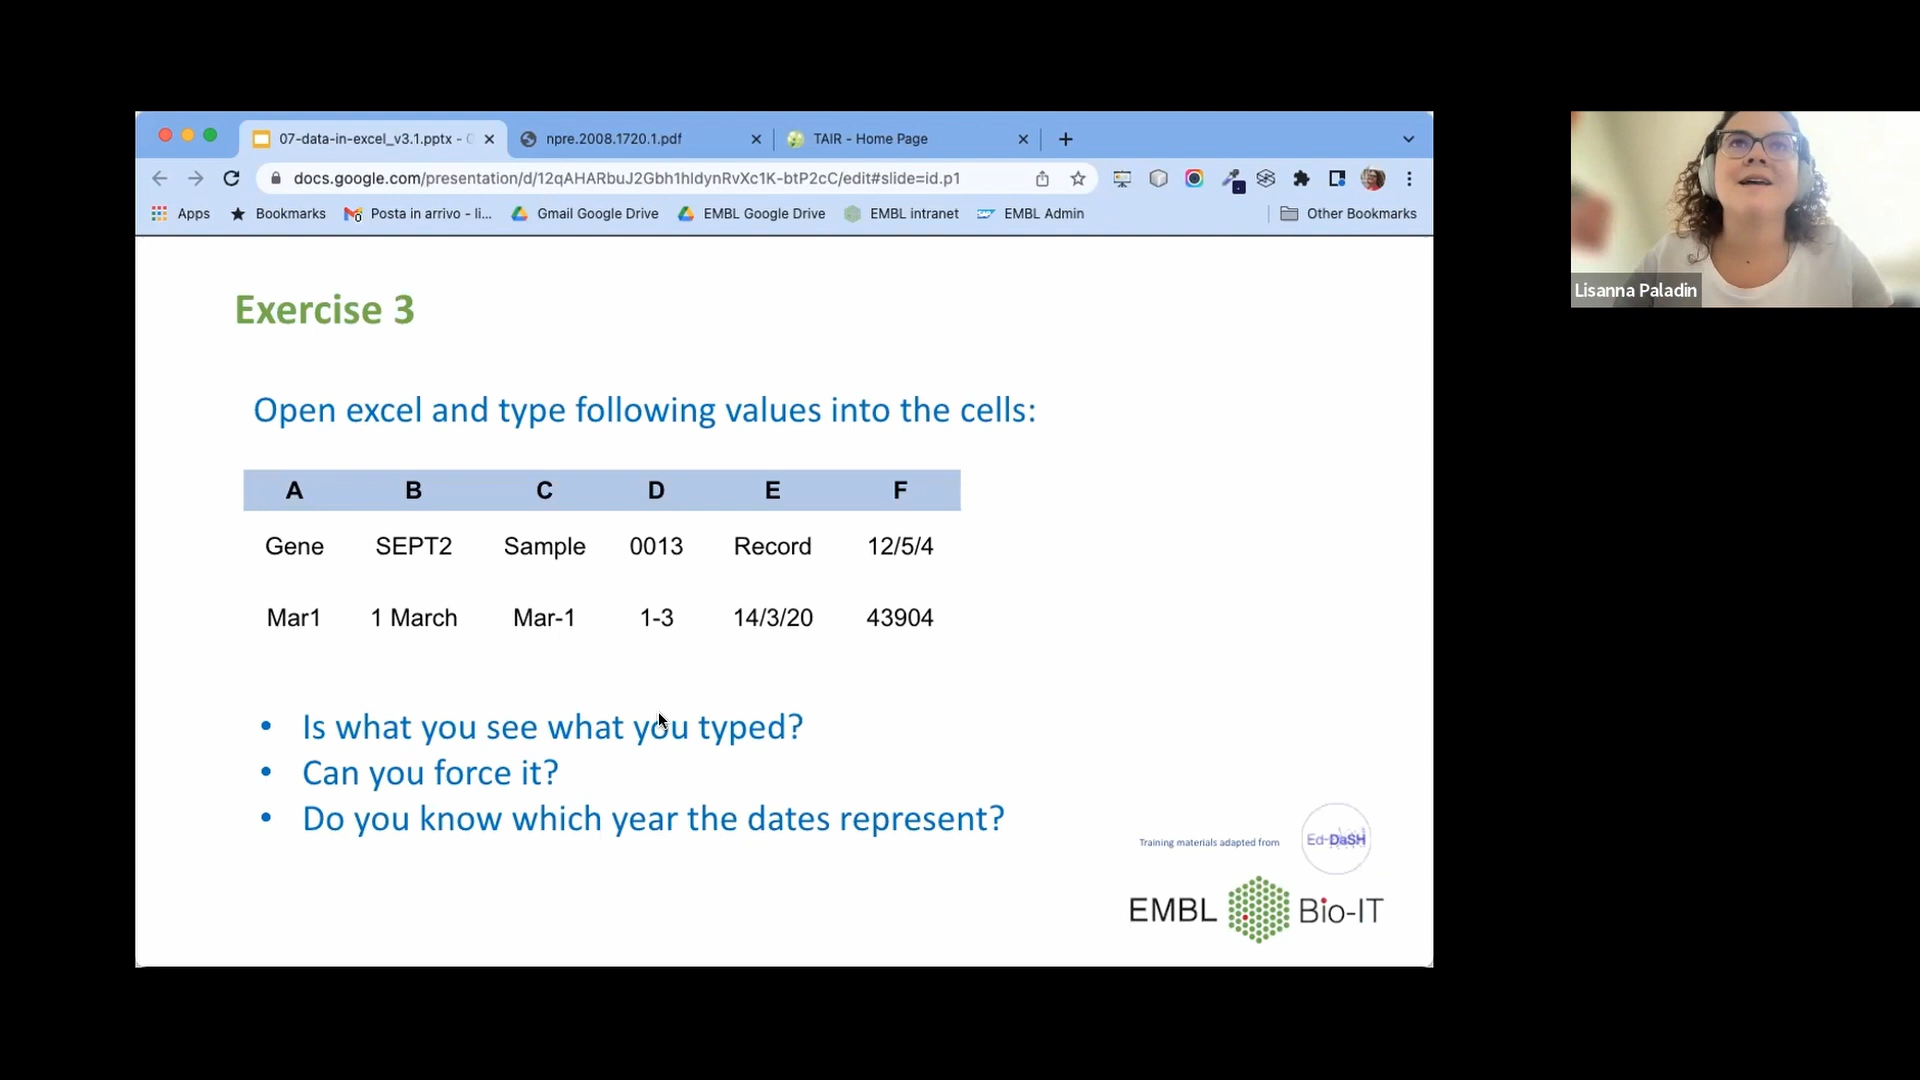 07-data-in-excel_v3.1.pptx - G
npre.2008.1720.1.pdf
TAIR - Home Page
docs.google.com/presentation/d/12qAHARbuJ2Gbh1hldynRvXc1K-btP2cC/edit#slide=id.p1
Apps
Bookmarks
Posta in arrivo - li...
Gmail Google Drive
EMBL Google Drive
EMBL intranet
EMBL Admin
Other Bookmarks
Lisanna Paladin
Exercise 3
Open excel and type following values into the cells:
A B C D E F
Gene SEPT2 Sample 0013 Record 12/5/4
Mar1 1 March Mar-1 1-3 14/3/20 43904
• Is what you see what you typed?
• Can you force it?
• Do you know which year the dates represent?
Training materials adapted from
Ed-DaSH
EMBL Bio-IT